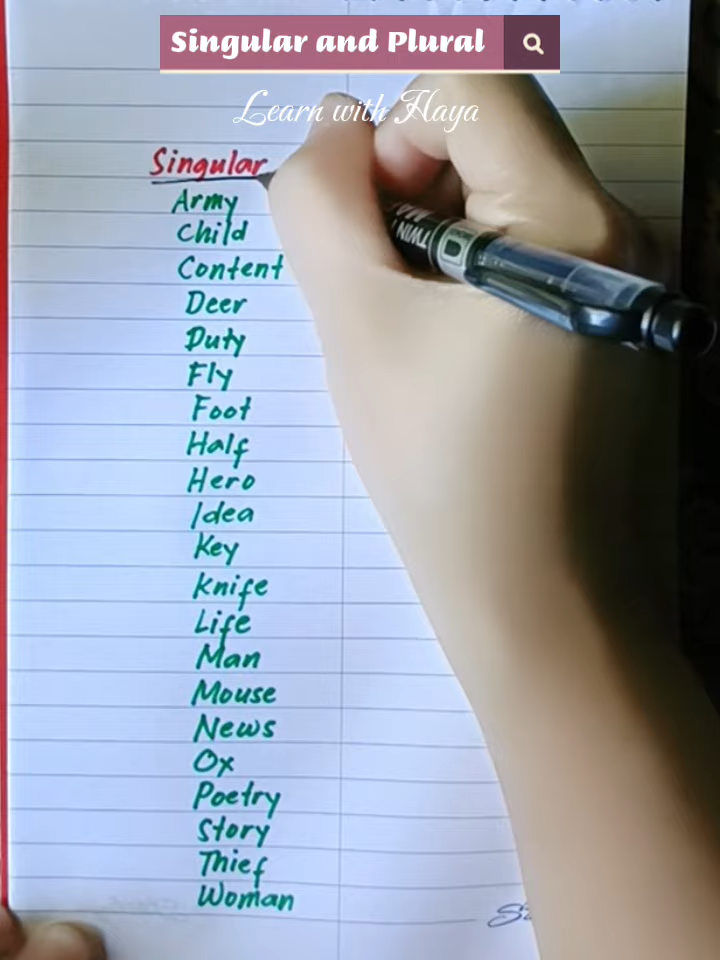 Singular and Plural
Learn with Haya
Singular
Army
Child
Content
Deer
Duty
Fly
Foot
Half
Hero
Idea
Key
Knife
Life
Man
Mouse
News
Ox
Poetry
Story
Thief
Woman
TWIN